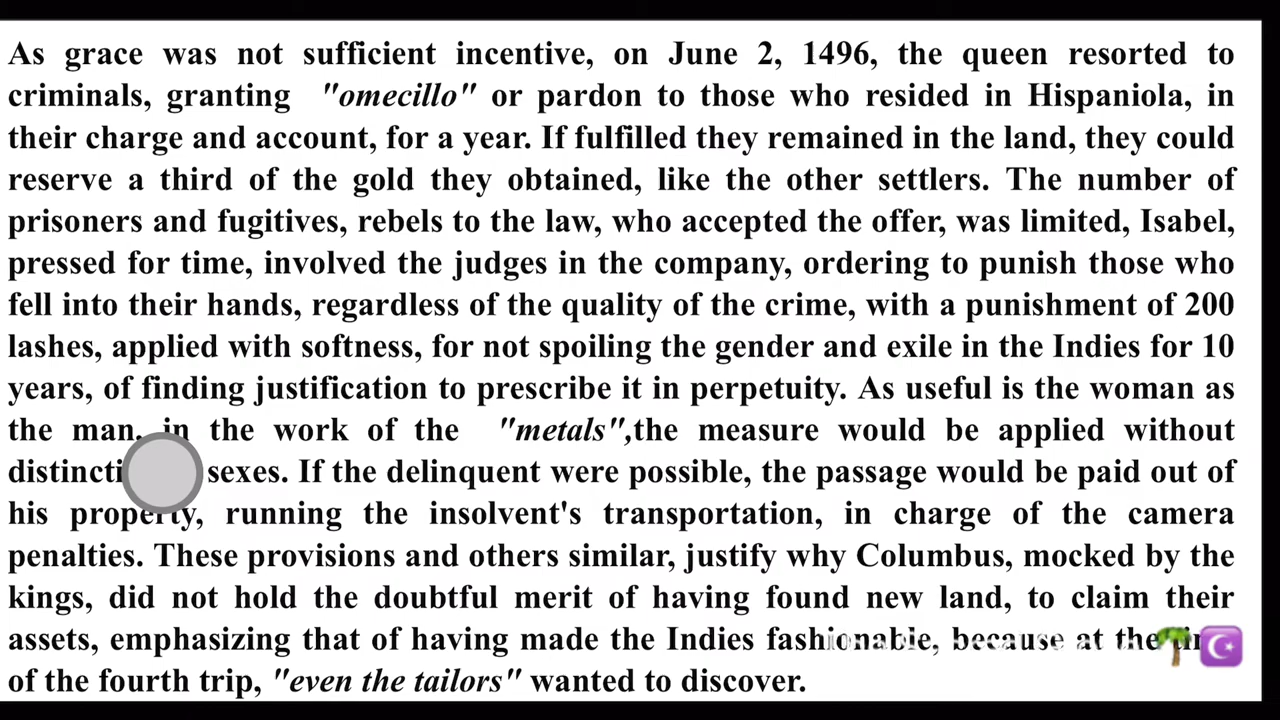 As grace was not sufficient incentive, on June 2, 1496, the queen resorted to
criminals, granting "omecillo" or pardon to those who resided in Hispaniola, in
their charge and account, for a year. If fulfilled they remained in the land, they could
reserve a third of the gold they obtained, like the other settlers. The number of
prisoners and fugitives, rebels to the law, who accepted the offer, was limited, Isabel,
pressed for time, involved the judges in the company, ordering to punish those who
fell into their hands, regardless of the quality of the crime, with a punishment of 200
lashes, applied with softness, for not spoiling the gender and exile in the Indies for 10
years, of finding justification to prescribe it in perpetuity. As useful is the woman as
the man, in the work of the "metals",the measure would be applied without
sexes. If the delinquent were possible, the passage would be paid out of
his property, running the insolvent's transportation, in charge of the camera
penalties. These provisions and others similar, justify why Columbus, mocked by the
kings, did not hold the doubtful merit of having found new land, to claim their
assets, emphasizing that of having made the Indies fashionable, because at the
of the fourth trip, "even the tailors" wanted to discover.